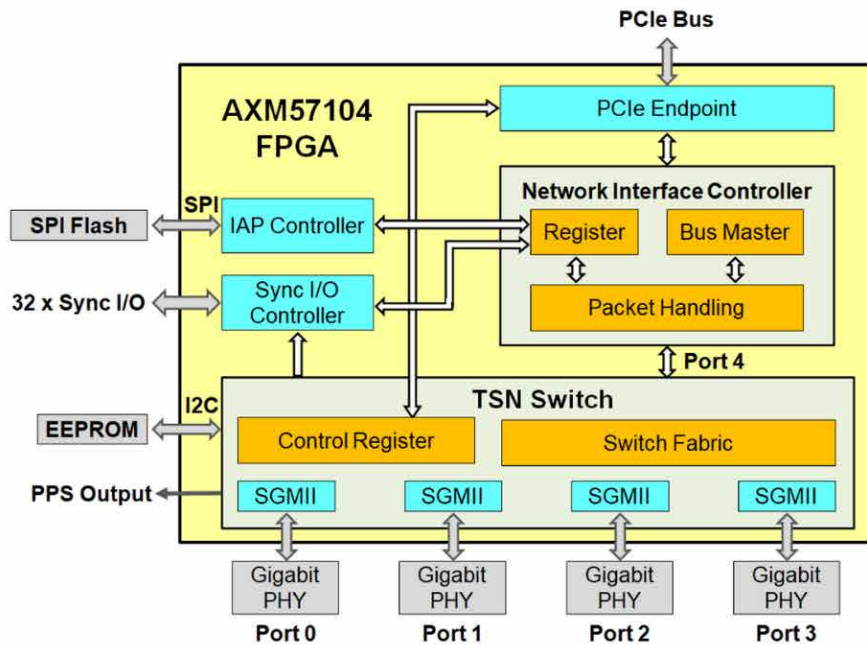 PCIe Bus
AXM57104
FPGA
PCIe Endpoint
Network Interface Controller
SPI
SPI Flash
IAP Controller
Register
Bus Master
32 x Sync I/O
Sync I/O
Controller
Packet Handling
Port 4
TSN Switch
I2C
EEPROM
Control Register
Switch Fabric
PPS Output
SGMII
SGMII
SGMII
SGMII
Gigabit
PHY
Gigabit
PHY
Gigabit
PHY
Gigabit
PHY
Port 0
Port 1
Port 2
Port 3